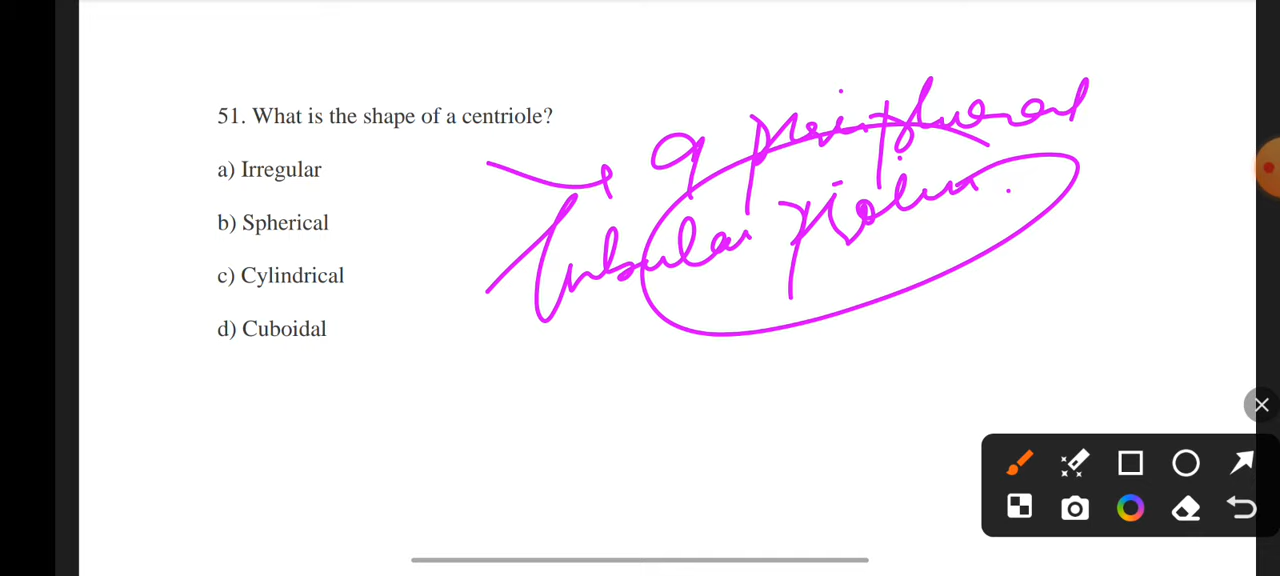 51. What is the shape of a centriole?
a) Irregular
b) Spherical
c) Cylindrical
d) Cuboidal
9 peripheral
Tubular